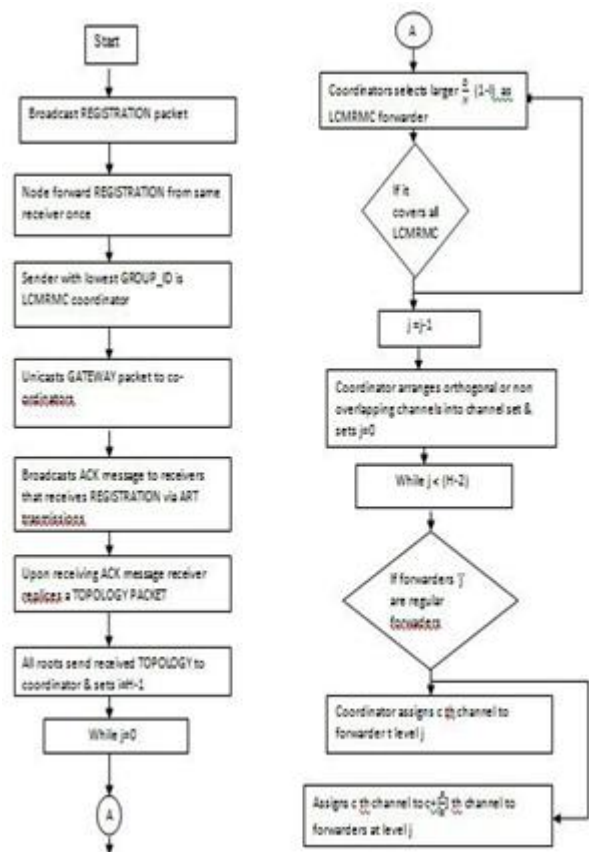 Start
Broadcast REGISTRATION packet
Node forward REGISTRATION from same
receiver once
Sender with lowest GROUP_ID is
LCMRMC coordinator
Unicasts GATEWAY packet to co-
ordinators
Broadcasts ACK message to receivers
that receives REGISTRATION via ART
trasmissions
Upon receiving ACK message receiver
replices a TOPOLOGY PACKET
All roots send received TOPOLOGY to
coordinator & sets i=H-1
While j=0
A
A
Coordinators selects larger (1-I) as
LCMRMC forwarder
If it
covers all
LCMRMC
j =j-1
Coordinator arranges orthogonal or non
overlapping channels into channel set &
sets j=0
While j < (H-2)
If forwarders 'j'
are regular
forwaders
Coordinator assigns c th channel to
forwarder t level j
Assigns c th channel to c+ th channel to
forwarders at level j